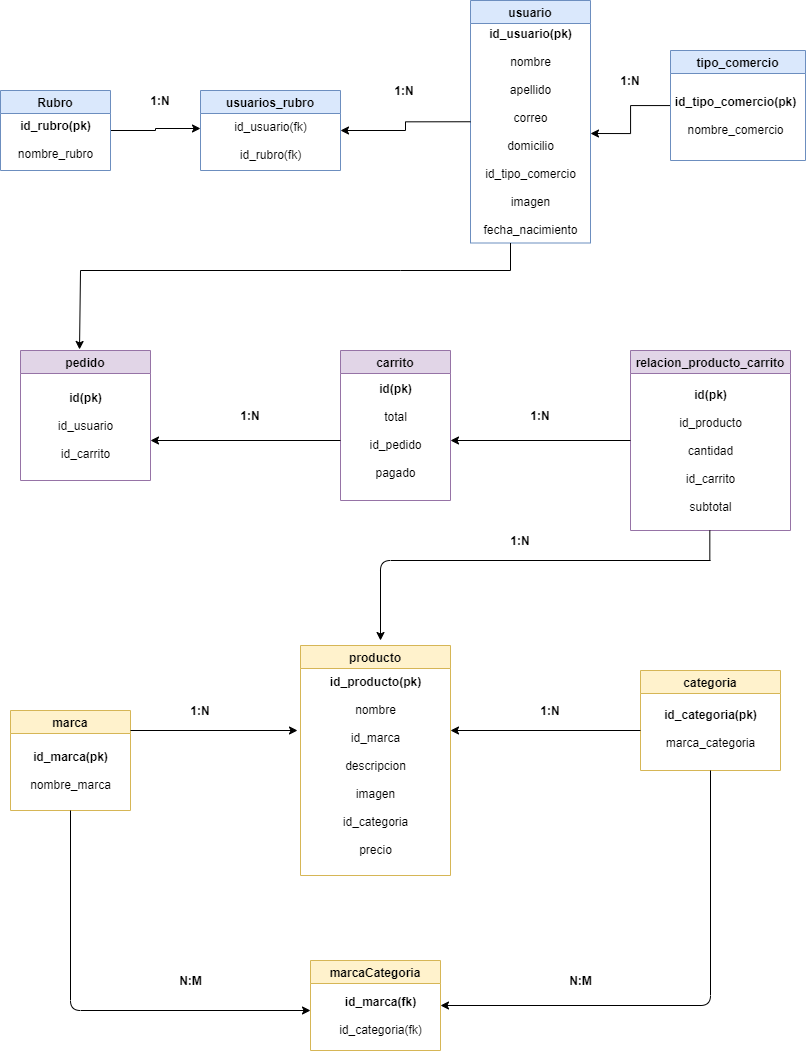 usuario
id_usuario(pk)
nombre
apellido
correo
domicilio
id_tipo_comercio
imagen
fecha_nacimiento
tipo_comercio
id_tipo_comercio(pk)
nombre_comercio
1:N
1:N
1:N
Rubro
id_rubro(pk)
nombre_rubro
usuarios_rubro
id_usuario(fk)
id_rubro(fk)
pedido
id(pk)
id_usuario
id_carrito
1:N
carrito
id(pk)
total
id_pedido
pagado
1:N
relacion_producto_carrito
id(pk)
id_producto
cantidad
id_carrito
subtotal
1:N
producto
id_producto(pk)
nombre
id_marca
descripcion
imagen
id_categoria
precio
marca
id_marca(pk)
nombre_marca
1:N
1:N
categoria
id_categoria(pk)
marca_categoria
N:M
marcaCategoria
id_marca(fk)
id_categoria(fk)
N:M